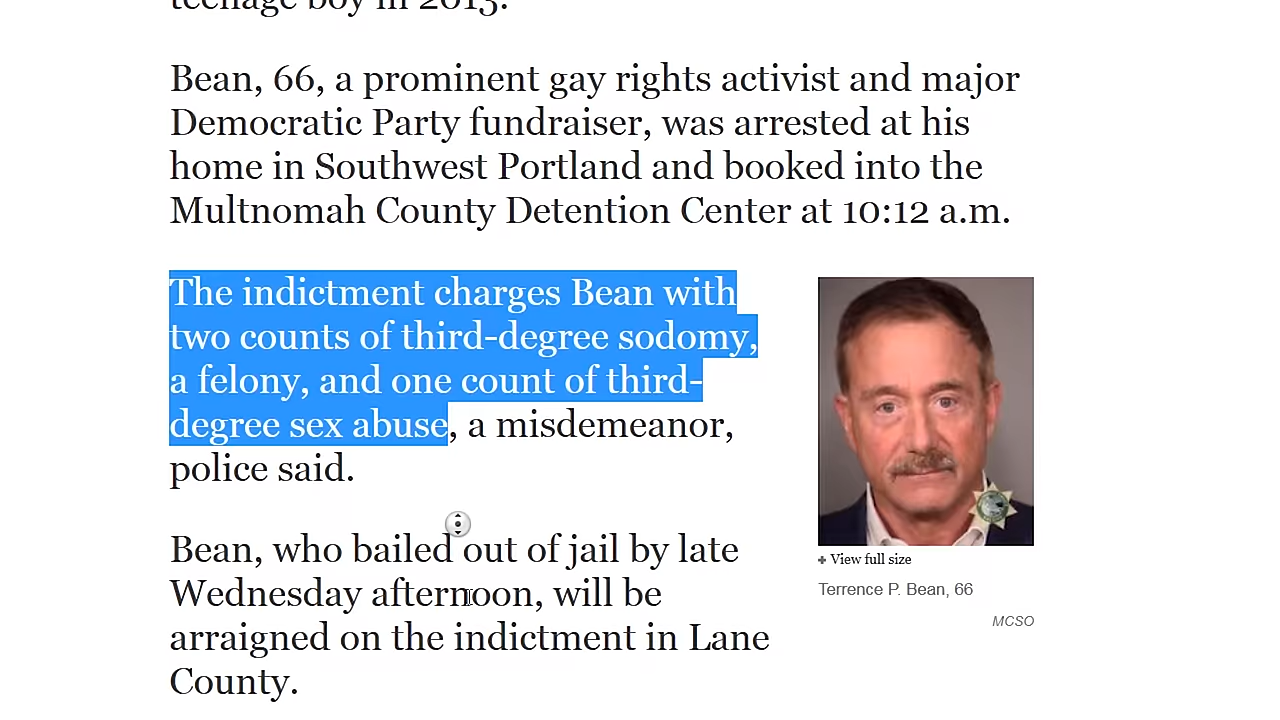 teenage boy in 2013.
Bean, 66, a prominent gay rights activist and major
Democratic Party fundraiser, was arrested at his
home in Southwest Portland and booked into the
Multnomah County Detention Center at 10:12 a.m.
The indictment charges Bean with
two counts of third-degree sodomy,
a felony, and one count of third-
degree sex abuse, a misdemeanor,
police said.
Bean, who bailed out of jail by late
Wednesday afternoon, will be
arraigned on the indictment in Lane
County.
View full size
Terrence P. Bean, 66
MCSO